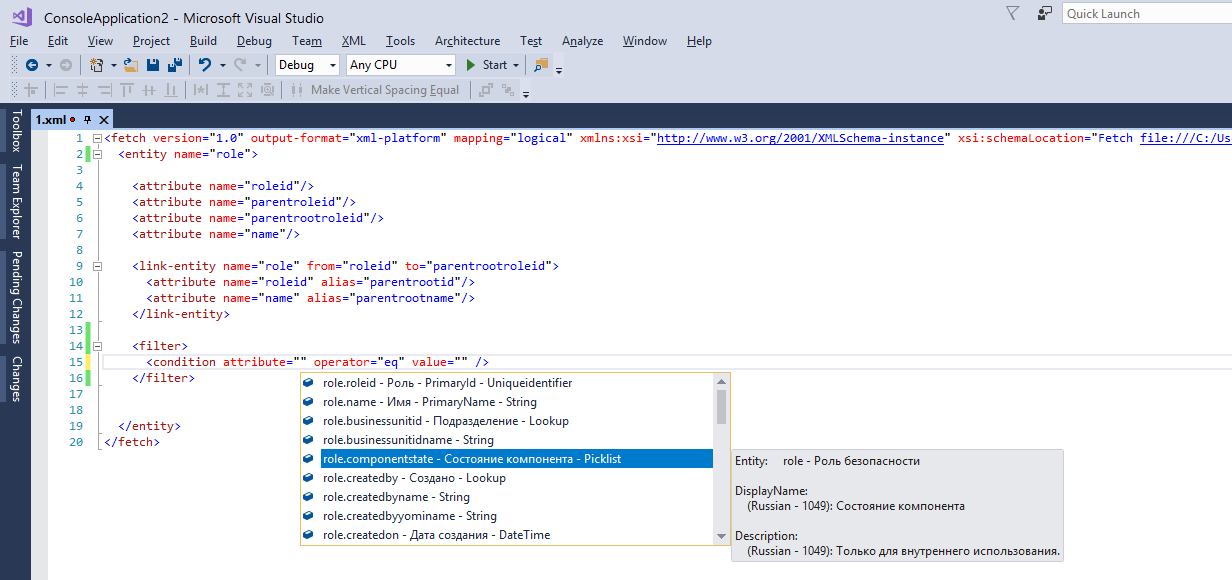 ConsoleApplication2 - Microsoft Visual Studio
Quick Launch
File Edit View Project Build Debug Team XML Tools Architecture Test Analyze Window Help
Debug Any CPU Start
Make Vertical Spacing Equal
Toolbox
Team Explorer
Pending Changes
Changes
1.xml
1 <fetch version="1.0" output-format="xml-platform" mapping="logical" xmlns:xsi="http://www.w3.org/2001/XMLSchema-instance" xsi:schemaLocation="Fetch file:///C:/Us
2 <entity name="role">
3
4 <attribute name="roleid"/>
5 <attribute name="parentroleid"/>
6 <attribute name="parentrootroleid"/>
7 <attribute name="name"/>
8
9 <link-entity name="role" from="roleid" to="parentrootroleid">
10 <attribute name="roleid" alias="parentrootid"/>
11 <attribute name="name" alias="parentrootname"/>
12 </link-entity>
13
14 <filter>
15 <condition attribute="" operator="eq" value="" />
16 </filter>
17
18
19 </entity>
20 </fetch>
role.roleid - Роль - PrimaryId - Uniqueidentifier
role.name - Имя - PrimaryName - String
role.businessunitid - Подразделение - Lookup
role.businessunitidname - String
role.componentstate - Состояние компонента - Picklist
role.createdby - Создано - Lookup
role.createdbyname - String
role.createdbyyominame - String
role.createdon - Дата создания - DateTime
Entity: role - Роль безопасности
DisplayName:
(Russian - 1049): Состояние компонента
Description:
(Russian - 1049): Только для внутреннего использования.